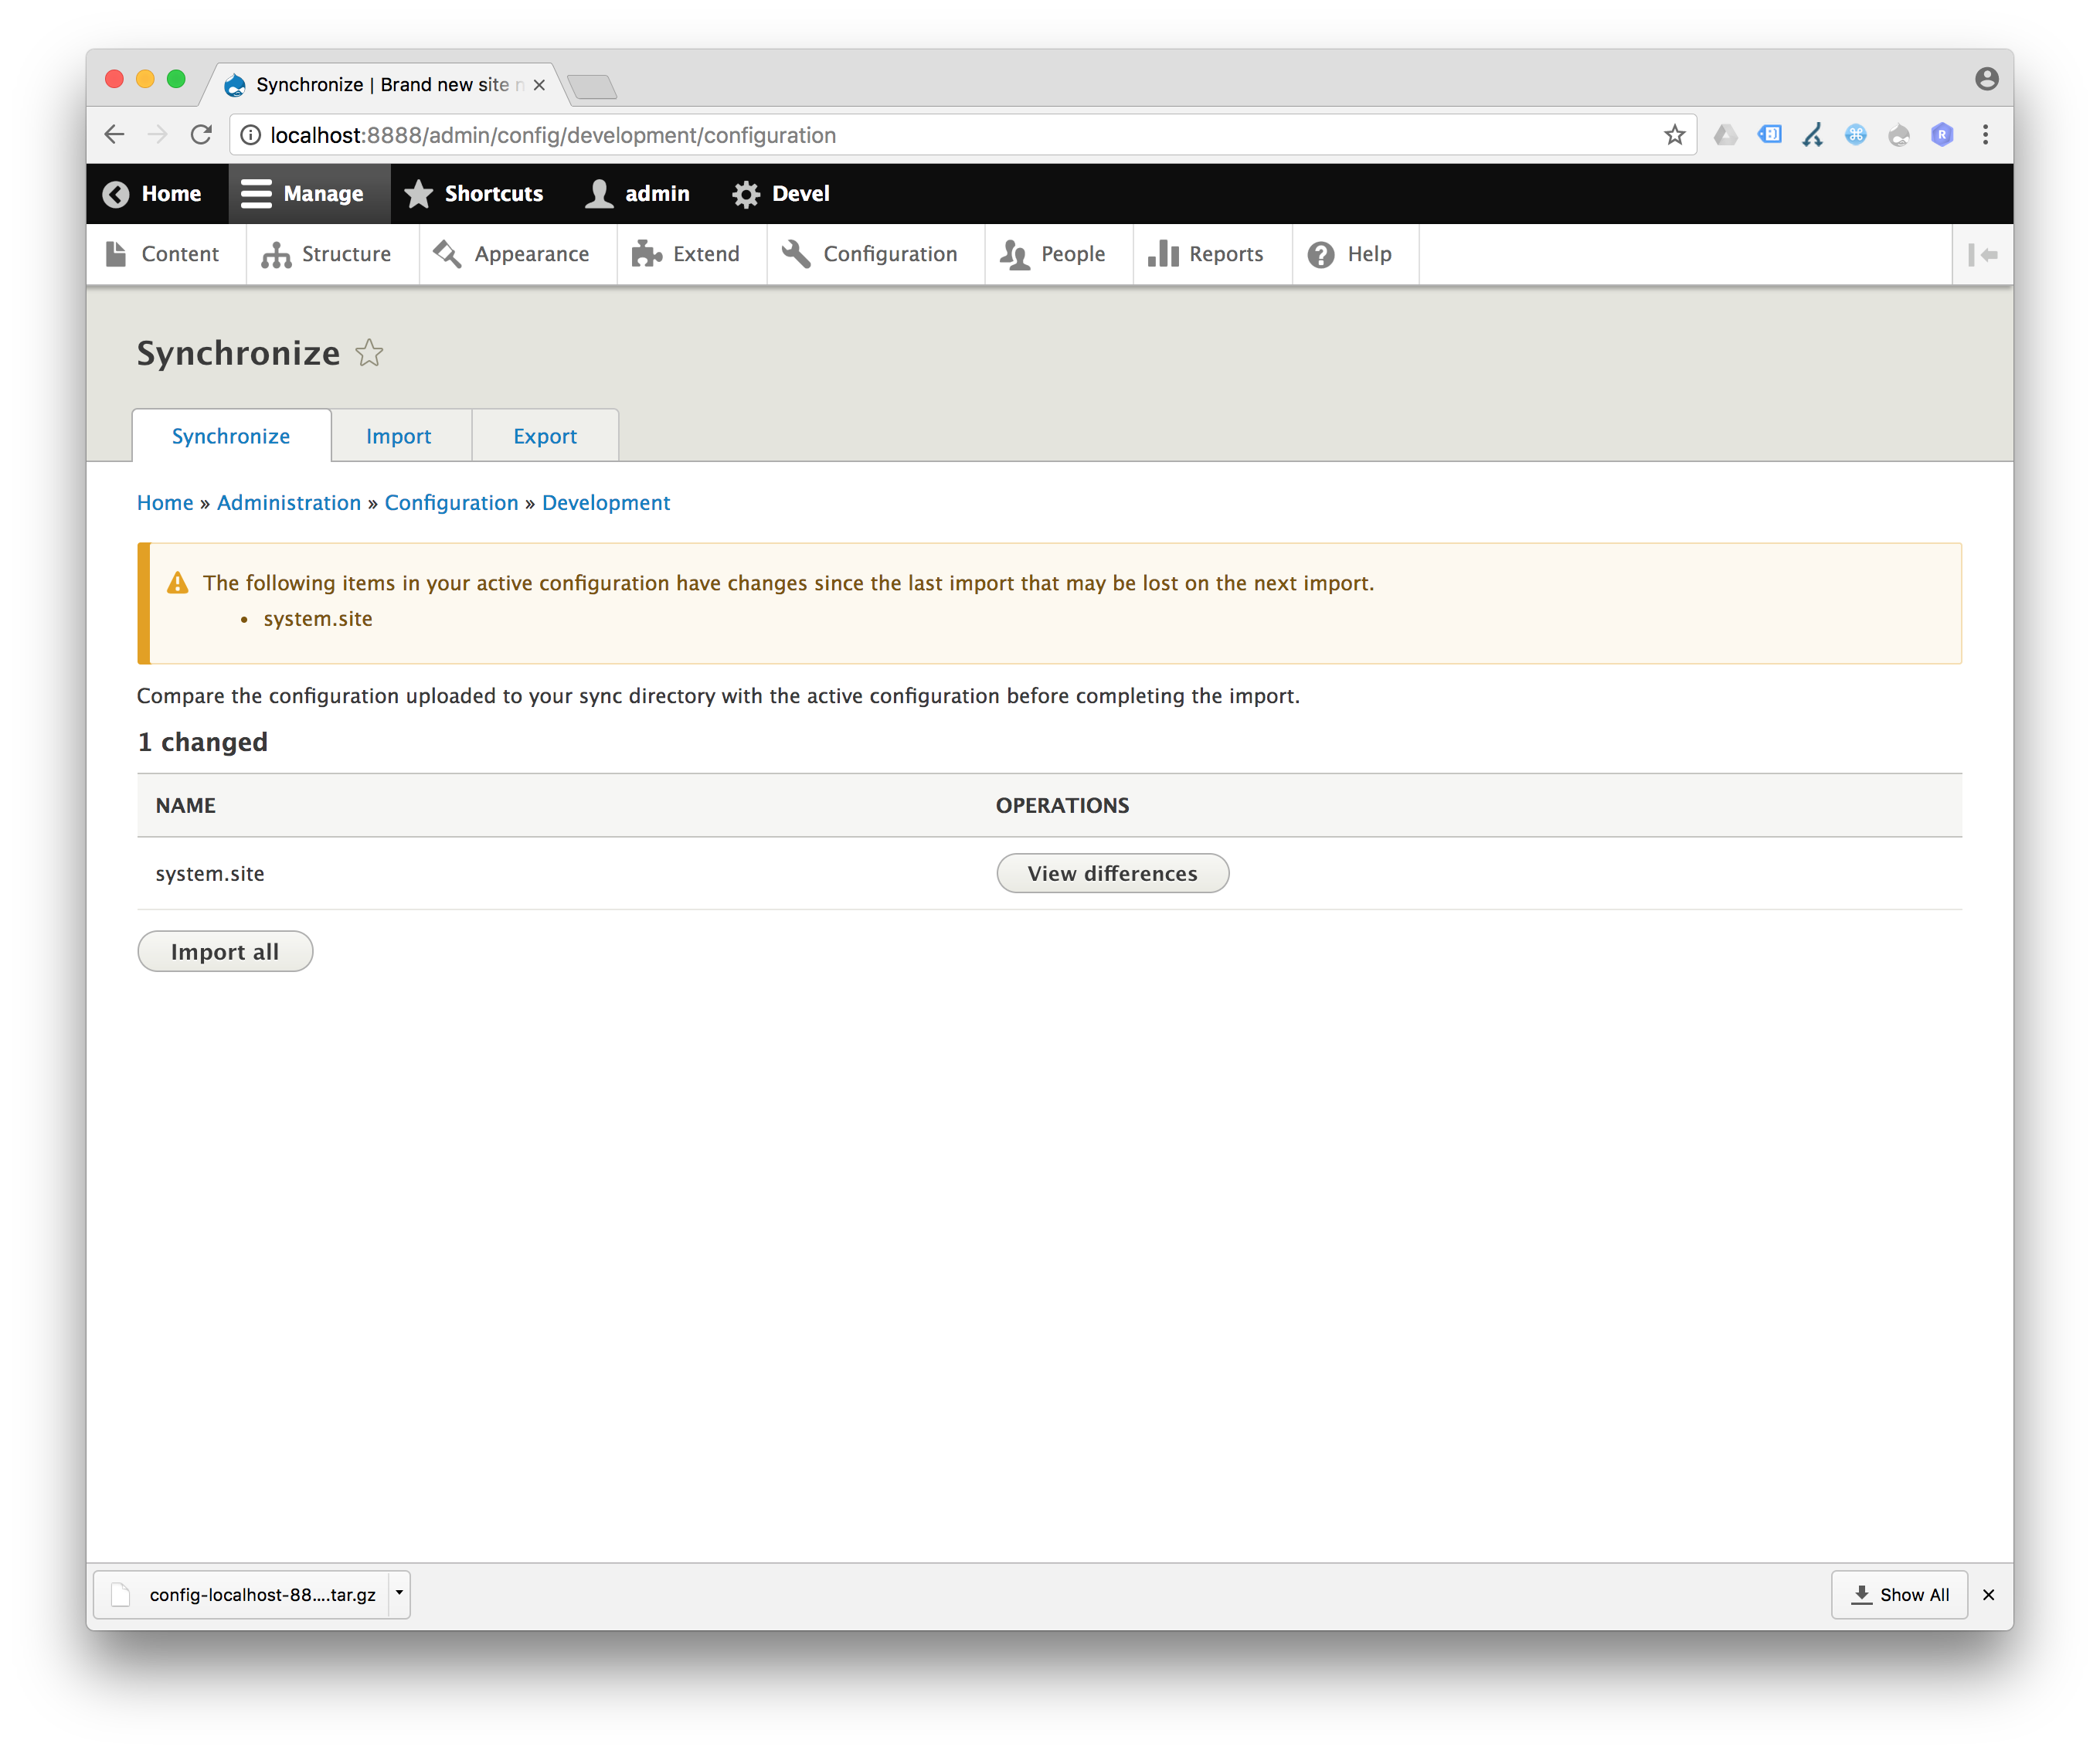 Synchronize | Brand new site n
localhost:8888/admin/config/development/configuration
Home Manage Shortcuts admin Devel
Content Structure Appearance Extend Configuration People Reports Help
Synchronize
Synchronize Import Export
Home » Administration » Configuration » Development
The following items in your active configuration have changes since the last import that may be lost on the next import.
• system.site
Compare the configuration uploaded to your sync directory with the active configuration before completing the import.
1 changed
NAME OPERATIONS
system.site View differences
Import all
config-localhost-88....tar.gz Show All